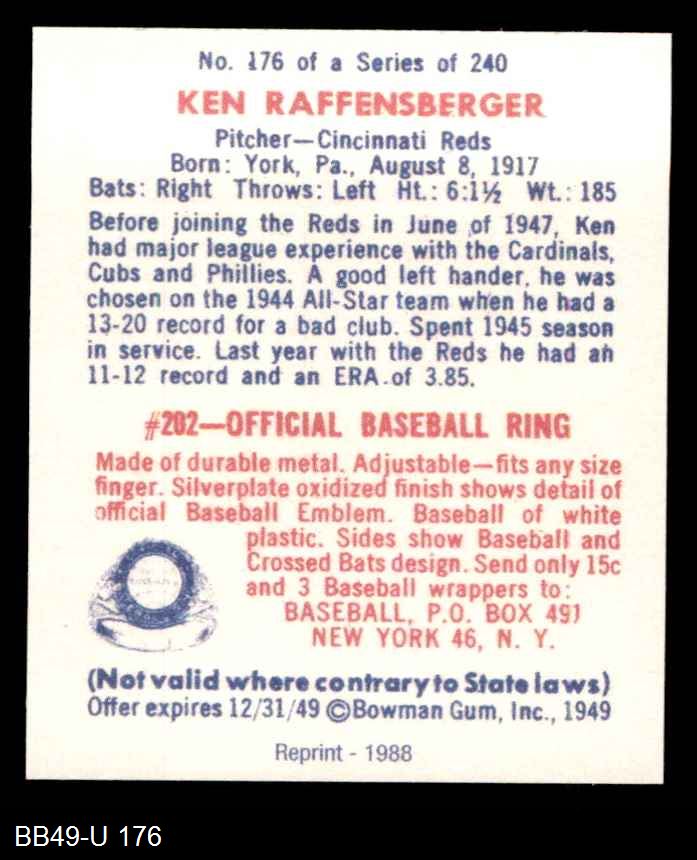 No. 176 of a Series of 240
KEN RAFFENSBERGER
Pitcher—Cincinnati Reds
Born: York, Pa., August 8, 1917
Bats: Right Throws: Left Ht.: 6:1½ Wt.: 185
Before joining the Reds in June of 1947, Ken
had major league experience with the Cardinals,
Cubs and Phillies. A good left hander, he was
chosen on the 1944 All-Star team when he had a
13-20 record for a bad club. Spent 1945 season
in service. Last year with the Reds he had an
11-12 record and an ERA of 3.85.
#202—OFFICIAL BASEBALL RING
Made of durable metal. Adjustable—fits any size
finger. Silverplate oxidized finish shows detail of
official Baseball Emblem. Baseball of white
plastic. Sides show Baseball and
Crossed Bats design. Send only 15c
and 3 Baseball wrappers to:
BASEBALL, P.O. BOX 491
NEW YORK 46, N. Y.
(Not valid where contrary to State laws)
Offer expires 12/31/49 ©Bowman Gum, Inc., 1949
Reprint - 1988
BB49-U 176